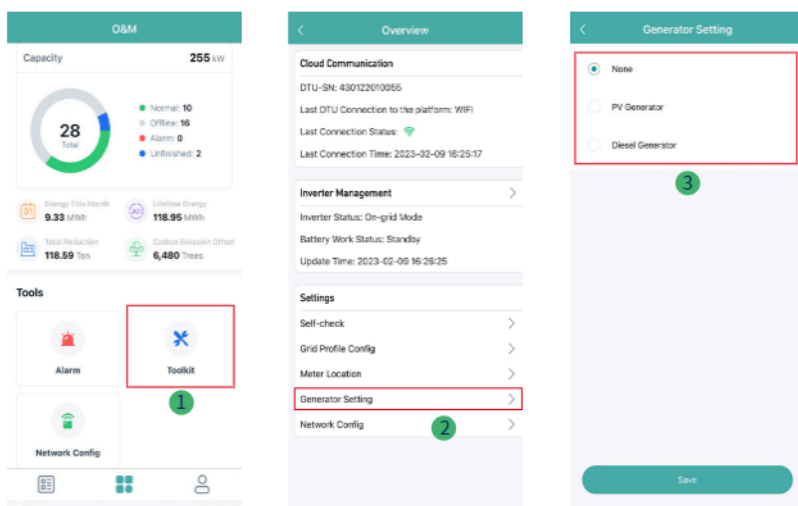 O&M
Capacity 255 kW
28
Total
Normal: 10
Offline: 16
Alarm: 0
Unfinished: 2
Energy This Month
9.33 MWh
Lifetime Energy
118.95 MWh
Total Reduction
118.59 Ton
Carbon Emission Offset
6,480 Trees
Tools
Alarm
Toolkit
1
Network Config
Overview
Cloud Communication
DTU-SN: 430122010055
Last DTU Connection to the platform: WIFI
Last Connection Status:
Last Connection Time: 2023-02-09 16:25:17
Inverter Management
Inverter Status: On-grid Mode
Battery Work Status: Standby
Update Time: 2023-02-09 16:26:25
Settings
Self-check
Grid Profile Config
Meter Location
Generator Setting
Network Config
2
Generator Setting
None
PV Generator
Diesel Generator
3
Save